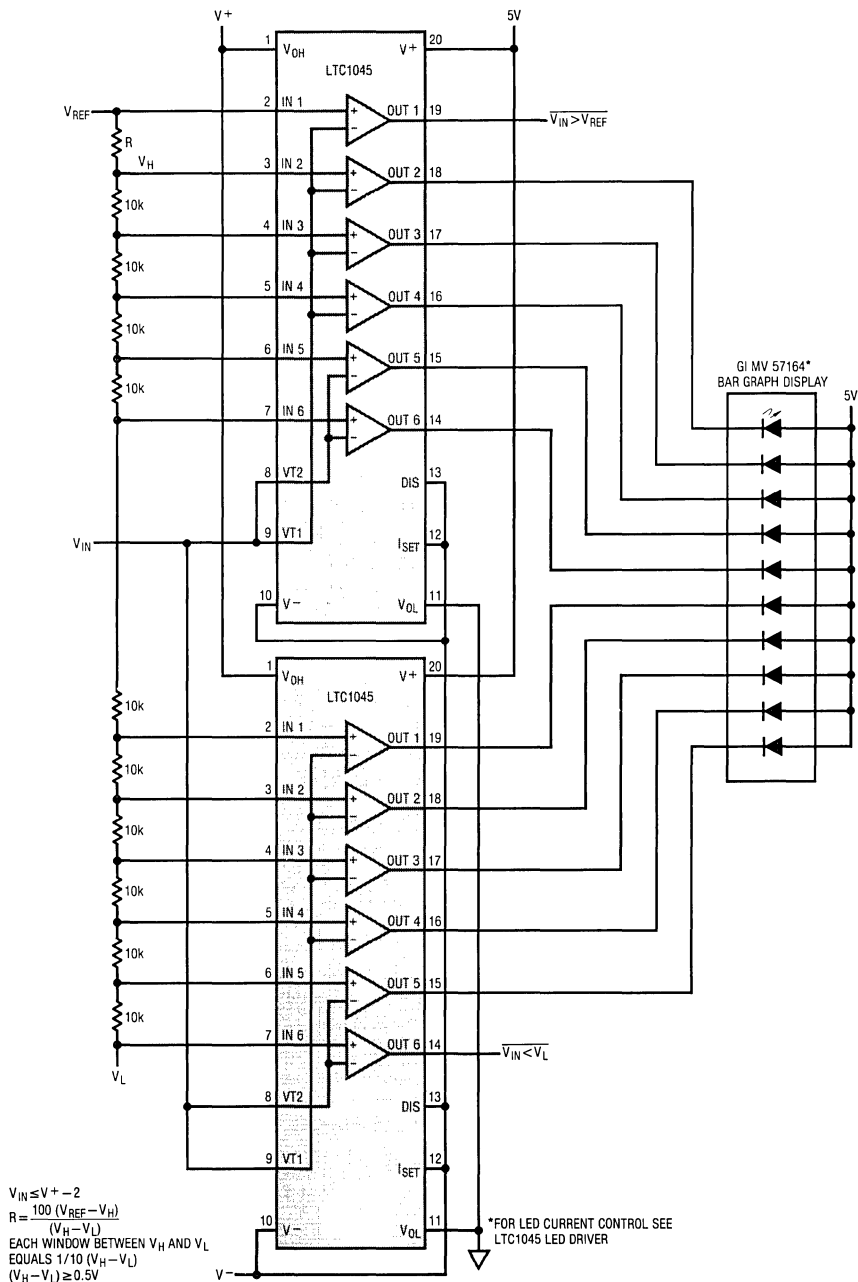 V+
5V
1
VOH
V+
20
LTC1045
VREF
2
IN 1
OUT 1
19
VIN>VREF
R
VH
3
IN 2
OUT 2
18
10k
4
IN 3
OUT 3
17
10k
5
IN 4
OUT 4
16
10k
6
IN 5
OUT 5
15
GI MV 57164*
BAR GRAPH DISPLAY
5V
10k
7
IN 6
OUT 6
14
8
VT2
DIS
13
VIN
9
VT1
ISET
12
10
V−
VOL
11
1
VOH
V+
20
LTC1045
10k
2
IN 1
OUT 1
19
10k
3
IN 2
OUT 2
18
10k
4
IN 3
OUT 3
17
10k
5
IN 4
OUT 4
16
10k
6
IN 5
OUT 5
15
10k
7
IN 6
OUT 6
14
VIN<VL
VL
8
VT2
DIS
13
9
VT1
ISET
12
10
V−
VOL
11
*FOR LED CURRENT CONTROL SEE
LTC1045 LED DRIVER
VIN≤V+−2
R=100 (VREF−VH)/(VH−VL)
EACH WINDOW BETWEEN VH AND VL
EQUALS 1/10 (VH−VL)
(VH−VL)≥0.5V
V−